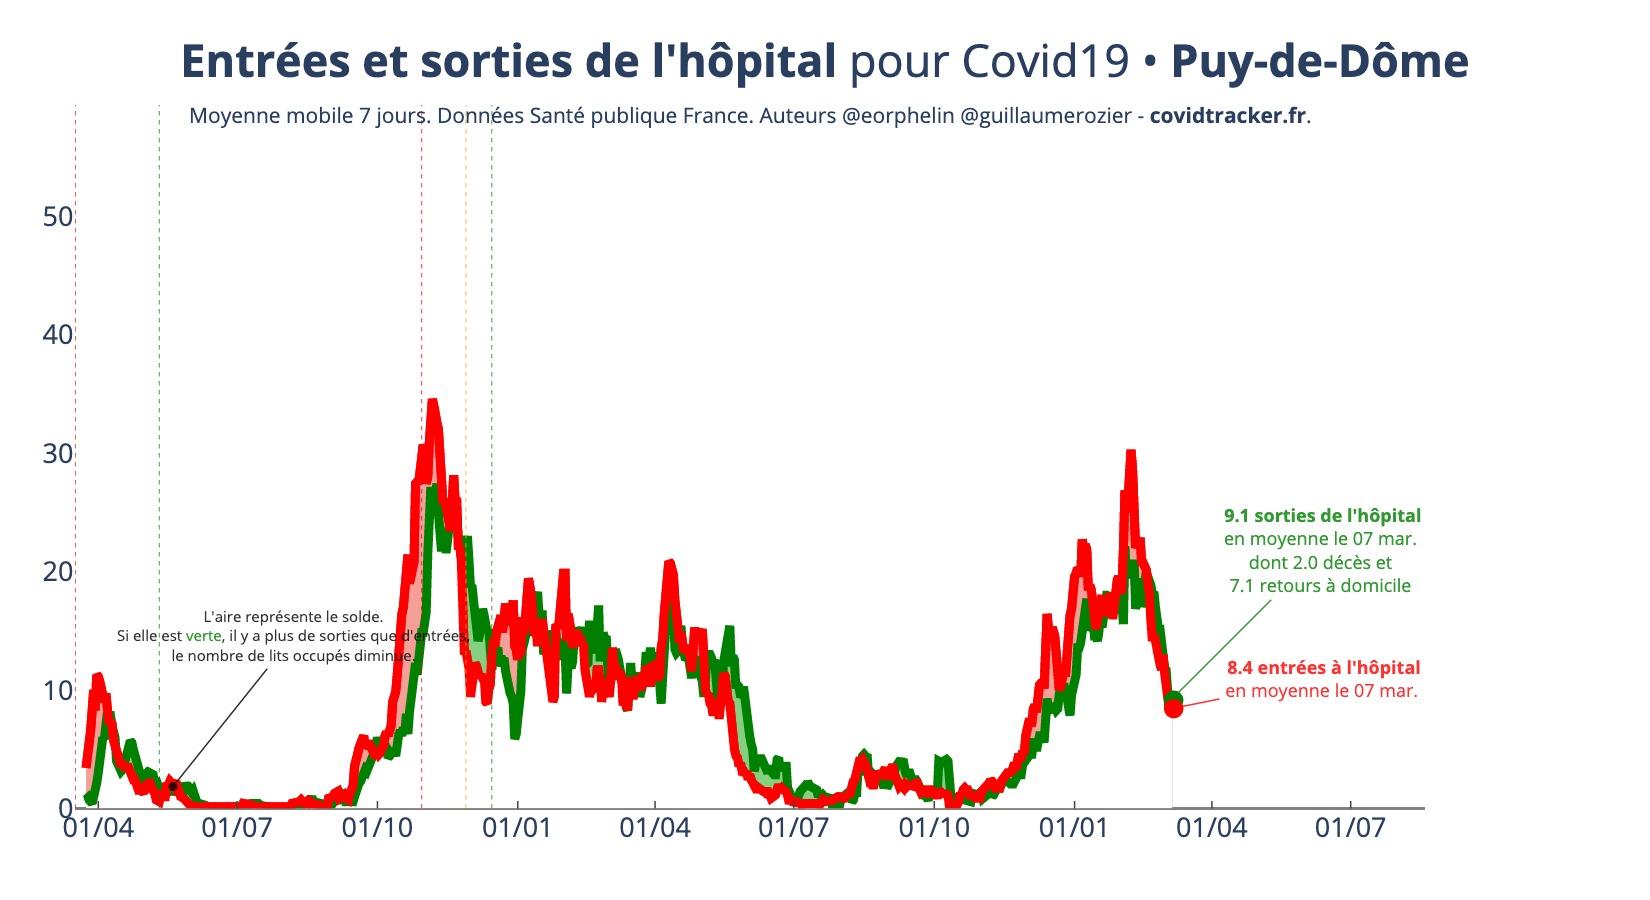 Entrées et sorties de l'hôpital pour Covid19 • Puy-de-Dôme
Moyenne mobile 7 jours. Données Santé publique France. Auteurs @eorphelin @guillaumerozier - covidtracker.fr.
50
40
30
20
10
0
L'aire représente le solde.
Si elle est verte, il y a plus de sorties que d'entrées,
le nombre de lits occupés diminue.
9.1 sorties de l'hôpital
en moyenne le 07 mar.
dont 2.0 décès et
7.1 retours à domicile
8.4 entrées à l'hôpital
en moyenne le 07 mar.
01/04 01/07 01/10 01/01 01/04 01/07 01/10 01/01 01/04 01/07